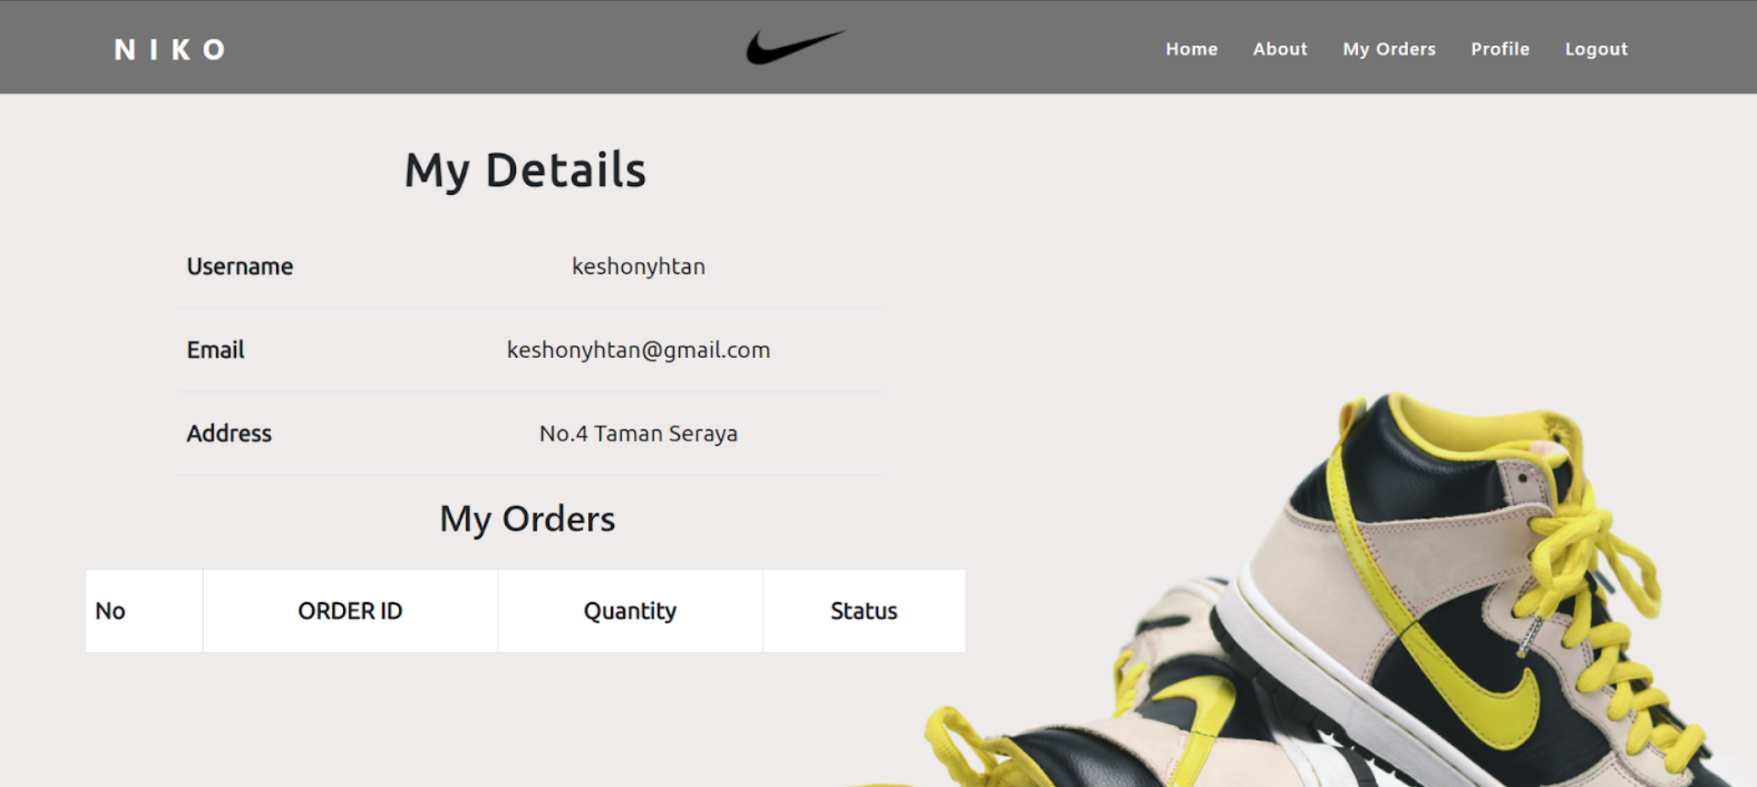 NIKO
Home About My Orders Profile Logout
My Details
Username keshonyhtan
Email keshonyhtan@gmail.com
Address No.4 Taman Seraya
My Orders
No ORDER ID Quantity Status